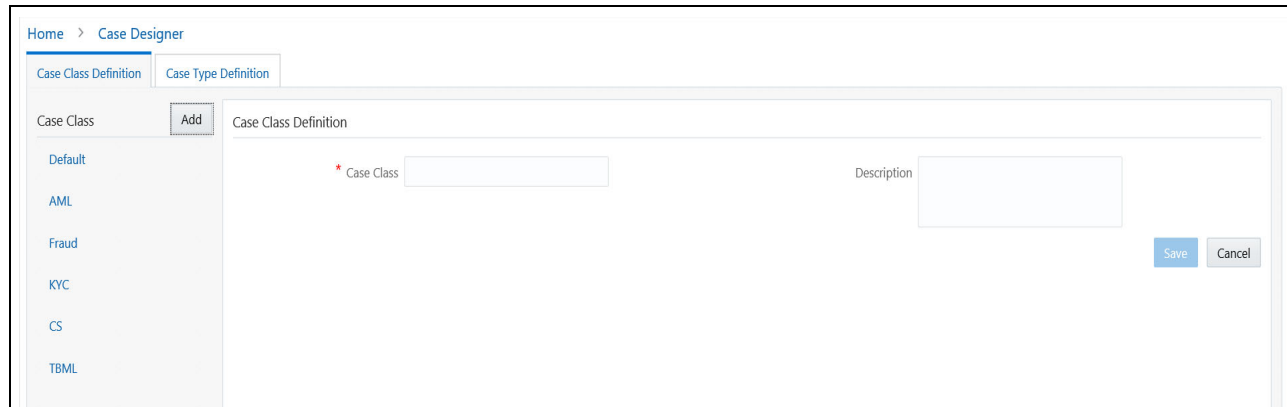 Home > Case Designer
Case Class Definition Case Type Definition
Case Class Add
Default
AML
Fraud
KYC
CS
TBML
Case Class Definition
* Case Class
Description
Save Cancel